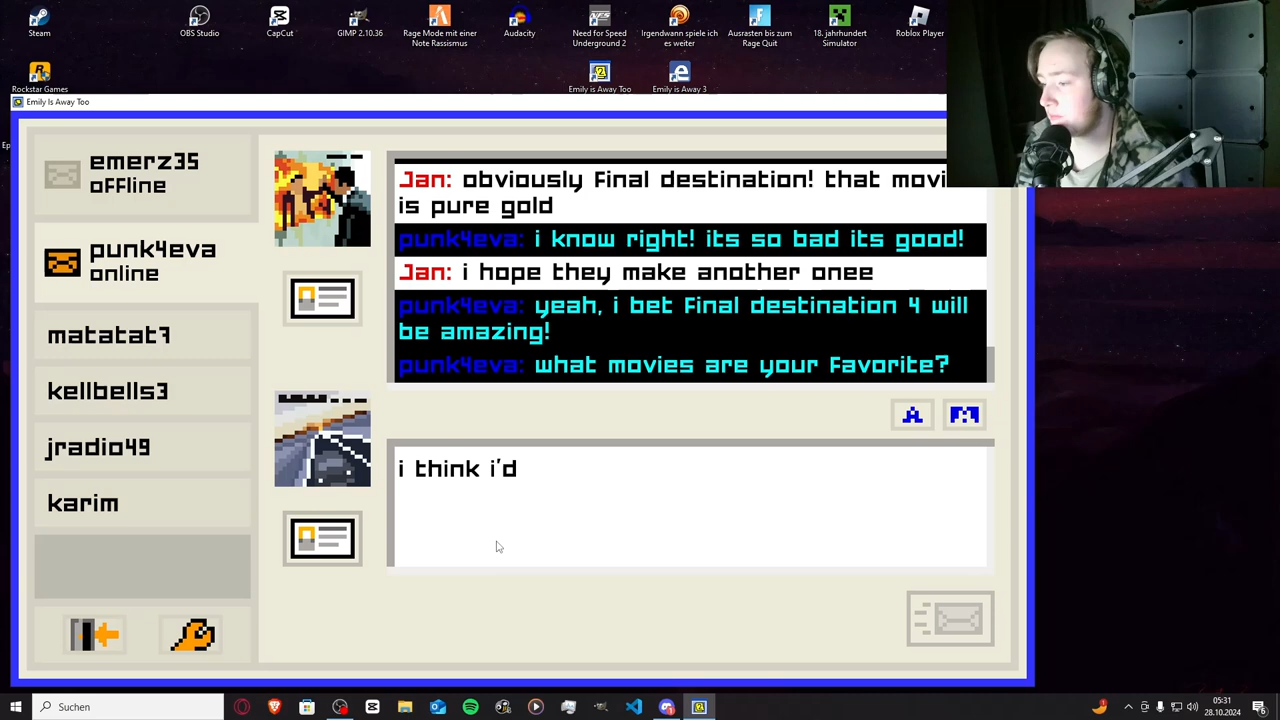 Steam
OBS Studio
CapCut
GIMP 2.10.36
Rage Mode mit einer
Note Rassismus
Audacity
Need for Speed
Underground 2
Irgendwann spiele ich
es weiter
Ausrasten bis zum
Rage Quit
18. jahrhundert
Simulator
Roblox Player
Rockstar Games
Emily is Away Too
Emily is Away 3
Emily Is Away Too
emerz35
offline
punk4eva
online
matatat7
kellbells3
jradio49
karim
Jan: obviously final destination! that movi
is pure gold
punk4eva: i know right! its so bad its good!
Jan: i hope they make another onee
punk4eva: yeah, i bet final destination 4 will
be amazing!
punk4eva: what movies are your favorite?
A M
i think i'd
Suchen
05:31
28.10.2024